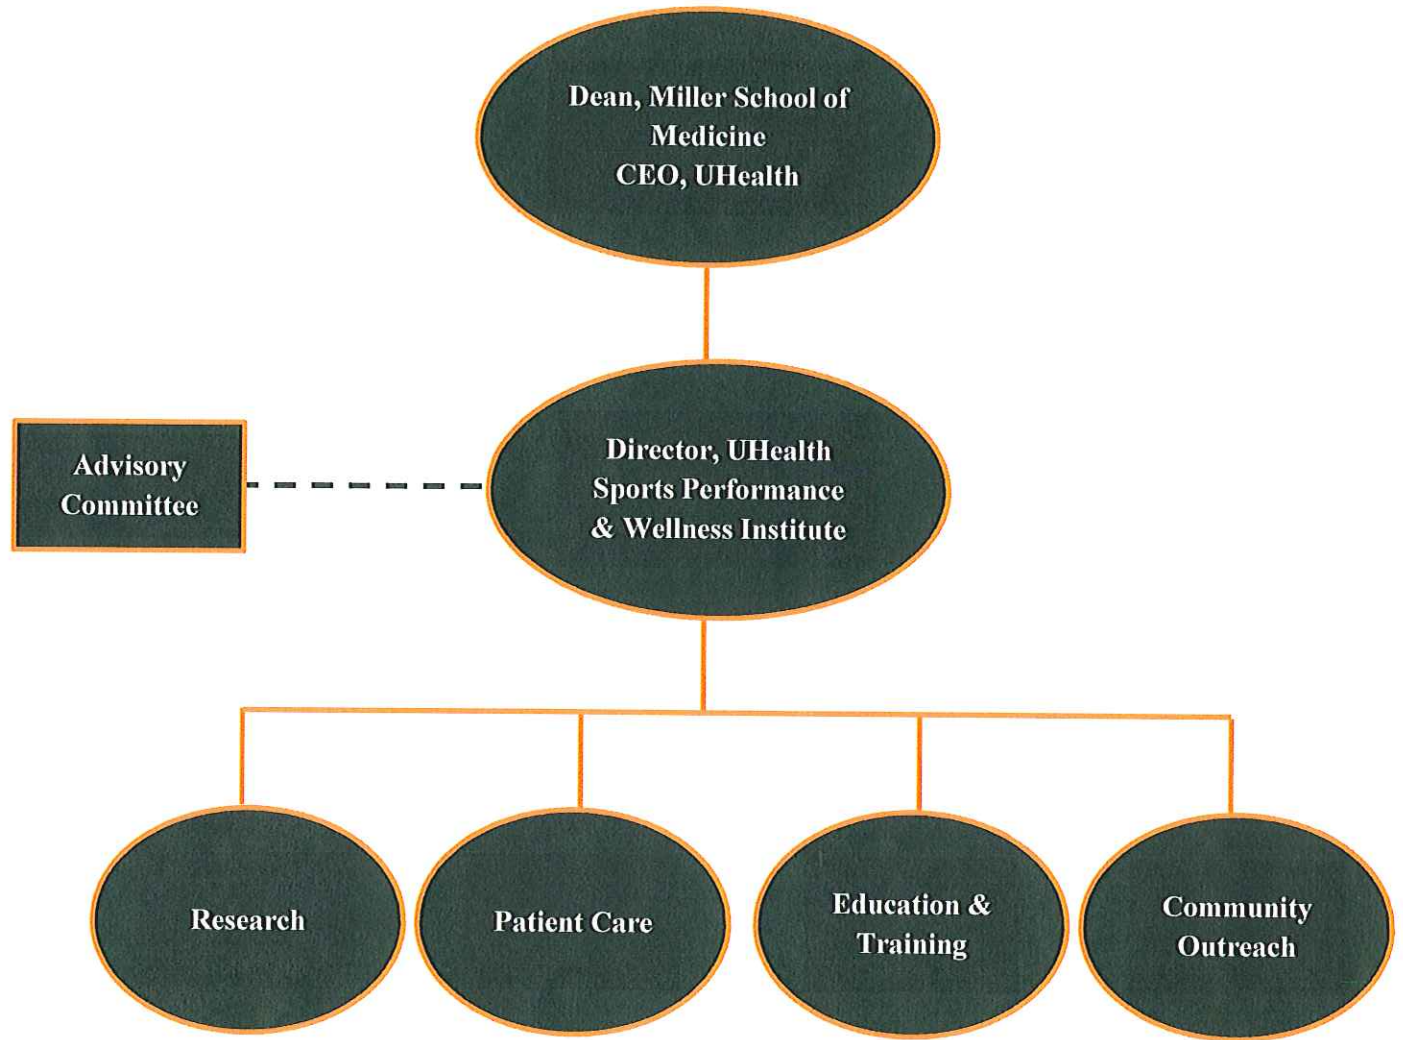 Dean, Miller School of
Medicine
CEO, UHealth
Advisory
Committee
Director, UHealth
Sports Performance
& Wellness Institute
Research
Patient Care
Education &
Training
Community
Outreach